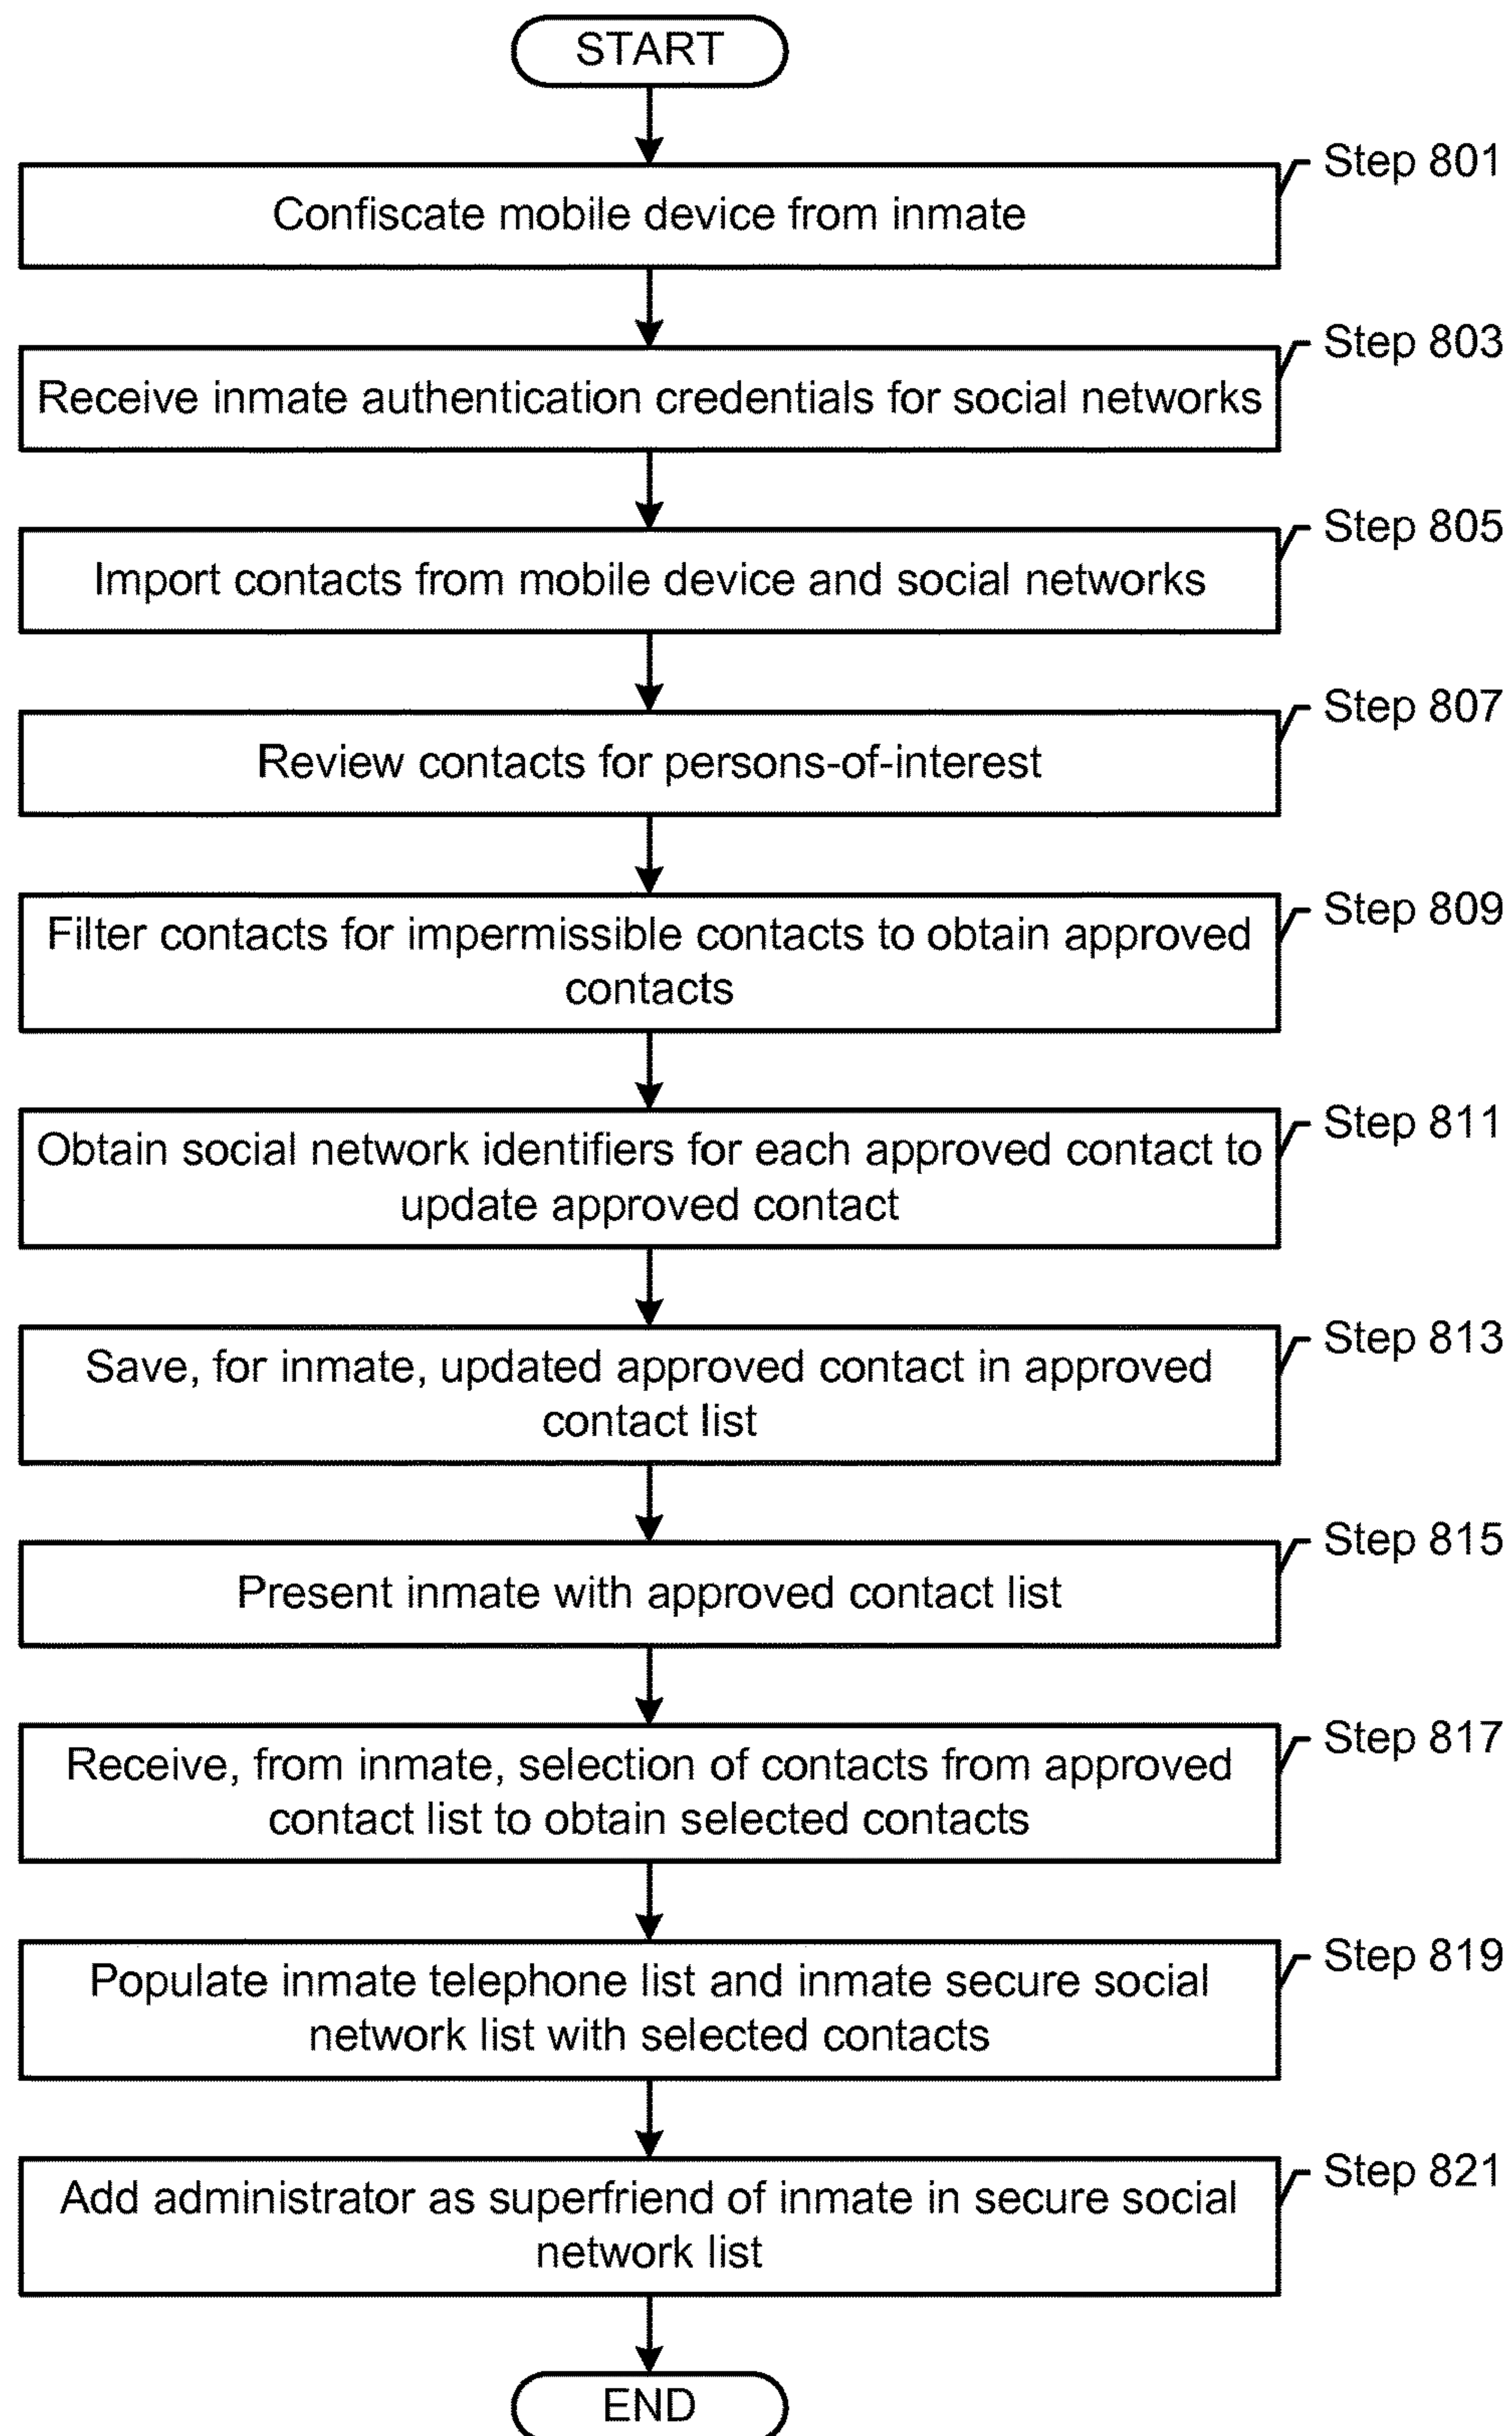 START
Step 801
Confiscate mobile device from inmate
Step 803
Receive inmate authentication credentials for social networks
Step 805
Import contacts from mobile device and social networks
Step 807
Review contacts for persons-of-interest
Step 809
Filter contacts for impermissible contacts to obtain approved
contacts
Step 811
Obtain social network identifiers for each approved contact to
update approved contact
Step 813
Save, for inmate, updated approved contact in approved
contact list
Step 815
Present inmate with approved contact list
Step 817
Receive, from inmate, selection of contacts from approved
contact list to obtain selected contacts
Step 819
Populate inmate telephone list and inmate secure social
network list with selected contacts
Step 821
Add administrator as superfriend of inmate in secure social
network list
END